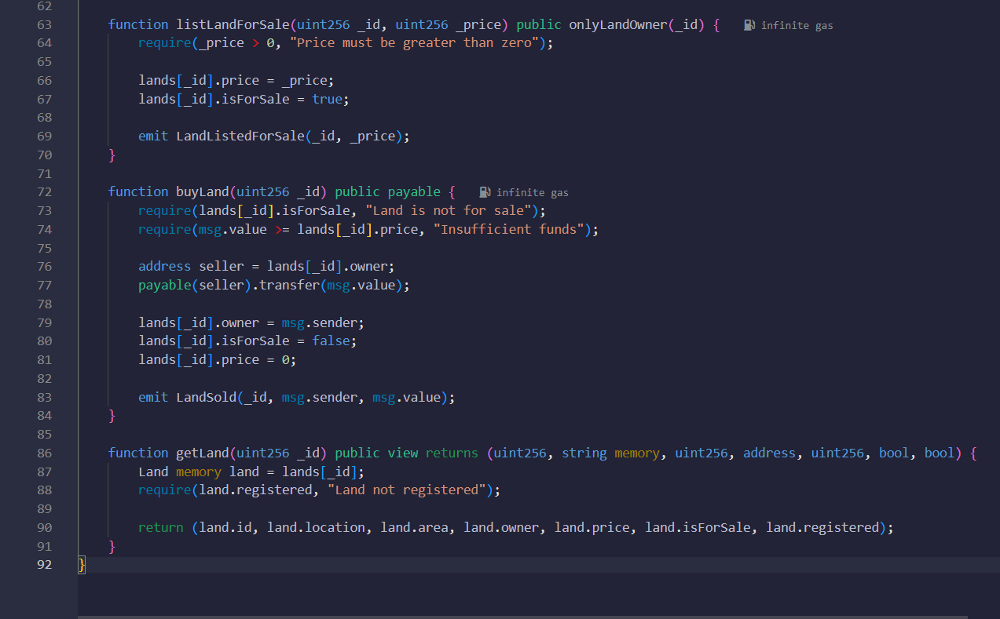 62
63 function listLandForSale(uint256 _id, uint256 _price) public onlyLandOwner(_id) { infinite gas
64 require(_price > 0, "Price must be greater than zero");
65
66 lands[_id].price = _price;
67 lands[_id].isForSale = true;
68
69 emit LandListedForSale(_id, _price);
70 }
71
72 function buyLand(uint256 _id) public payable { infinite gas
73 require(lands[_id].isForSale, "Land is not for sale");
74 require(msg.value >= lands[_id].price, "Insufficient funds");
75
76 address seller = lands[_id].owner;
77 payable(seller).transfer(msg.value);
78
79 lands[_id].owner = msg.sender;
80 lands[_id].isForSale = false;
81 lands[_id].price = 0;
82
83 emit LandSold(_id, msg.sender, msg.value);
84 }
85
86 function getLand(uint256 _id) public view returns (uint256, string memory, uint256, address, uint256, bool, bool) {
87 Land memory land = lands[_id];
88 require(land.registered, "Land not registered");
89
90 return (land.id, land.location, land.area, land.owner, land.price, land.isForSale, land.registered);
91 }
92 }